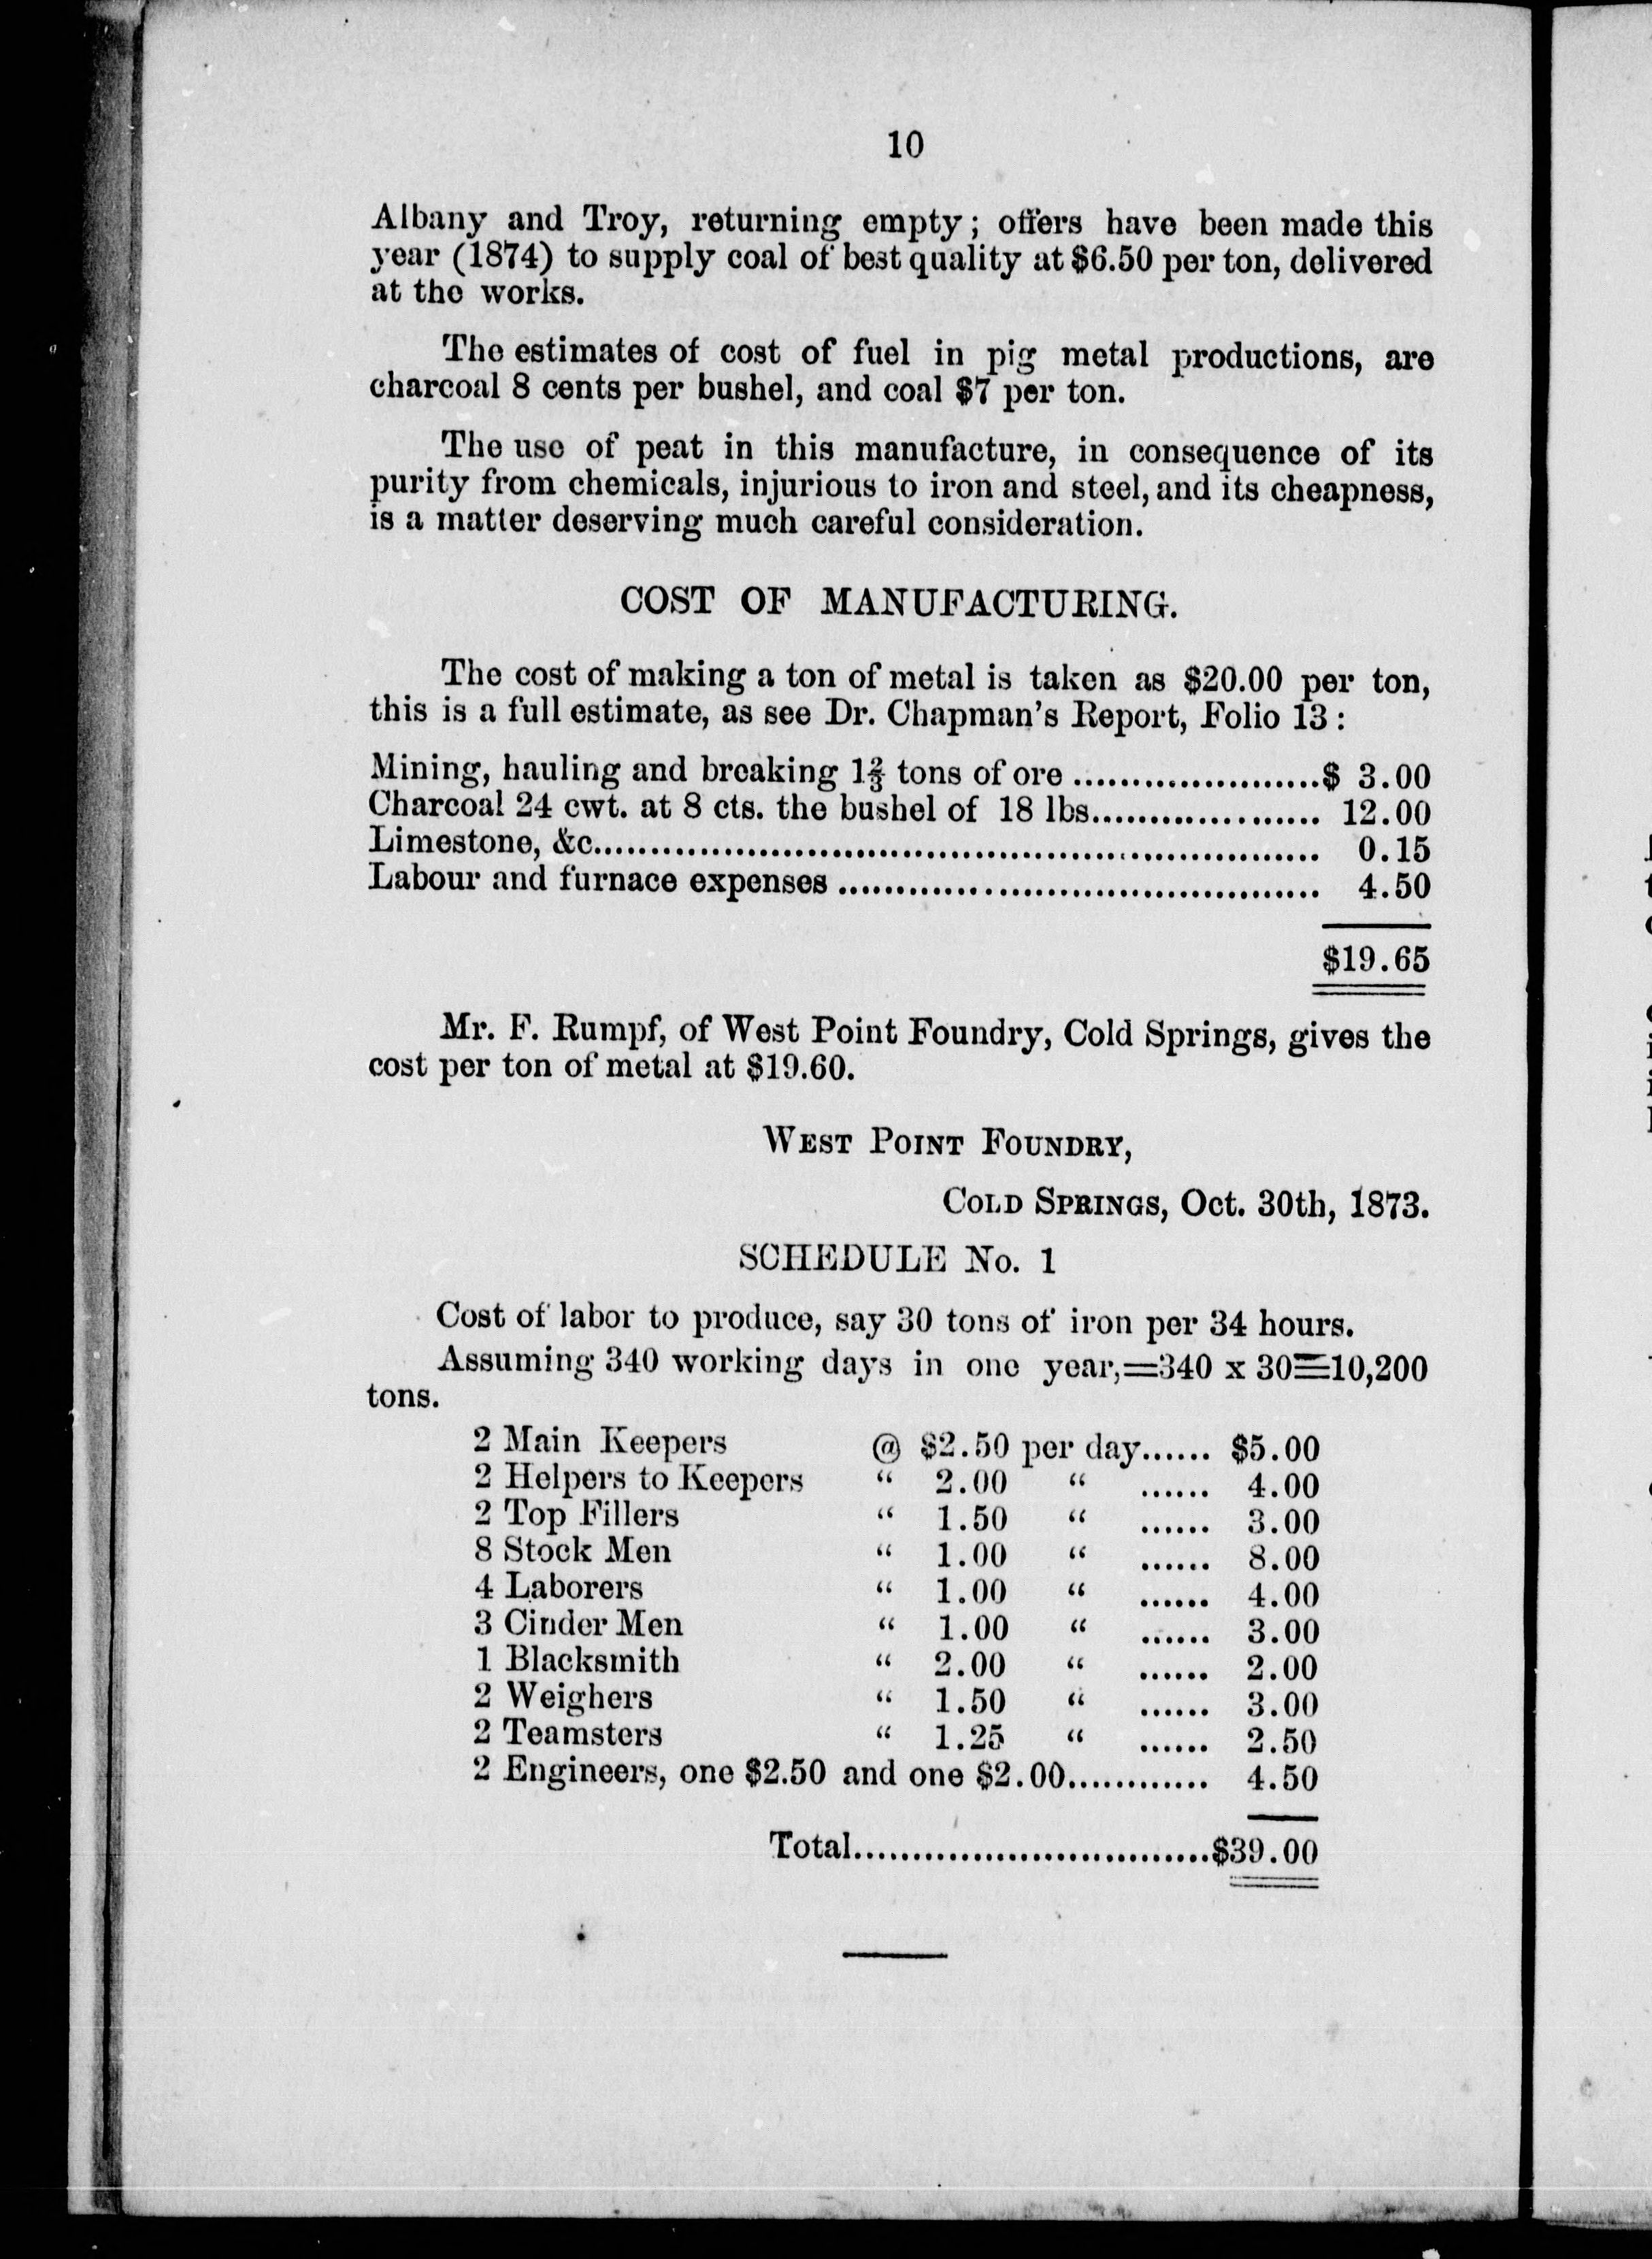 10
Albany and Troy, returning empty; offers have been made this
year (1874) to supply coal of best quality at $6.50 per ton, delivered
at the works.
The estimates of cost of fuel in pig metal productions, are
charcoal 8 cents per bushel, and coal $7 per ton.
The use of peat in this manufacture, in consequence of its
purity from chemicals, injurious to iron and steel, and its cheapness,
is a matter deserving much careful consideration.
COST OF MANUFACTURING.
The cost of making a ton of metal is taken as $20.00 per ton,
this is a full estimate, as see Dr. Chapman's Report, Folio 13:
Mining, hauling and breaking 1⅔ tons of ore .....................$ 3.00
Charcoal 24 cwt. at 8 cts. the bushel of 18 lbs.................... 12.00
Limestone, &c................................................................ 0.15
Labour and furnace expenses .......................................... 4.50
$19.65
Mr. F. Rumpf, of West Point Foundry, Cold Springs, gives the
cost per ton of metal at $19.60.
WEST POINT FOUNDRY,
COLD SPRINGS, Oct. 30th, 1873.
SCHEDULE No. 1
Cost of labor to produce, say 30 tons of iron per 34 hours.
Assuming 340 working days in one year,=340 x 30=10,200
tons.
2 Main Keepers @ $2.50 per day...... $5.00
2 Helpers to Keepers " 2.00 " ...... 4.00
2 Top Fillers " 1.50 " ...... 3.00
8 Stock Men " 1.00 " ...... 8.00
4 Laborers " 1.00 " ...... 4.00
3 Cinder Men " 1.00 " ...... 3.00
1 Blacksmith " 2.00 " ...... 2.00
2 Weighers " 1.50 " ...... 3.00
2 Teamsters " 1.25 " ...... 2.50
2 Engineers, one $2.50 and one $2.00............ 4.50
Total...............................$39.00